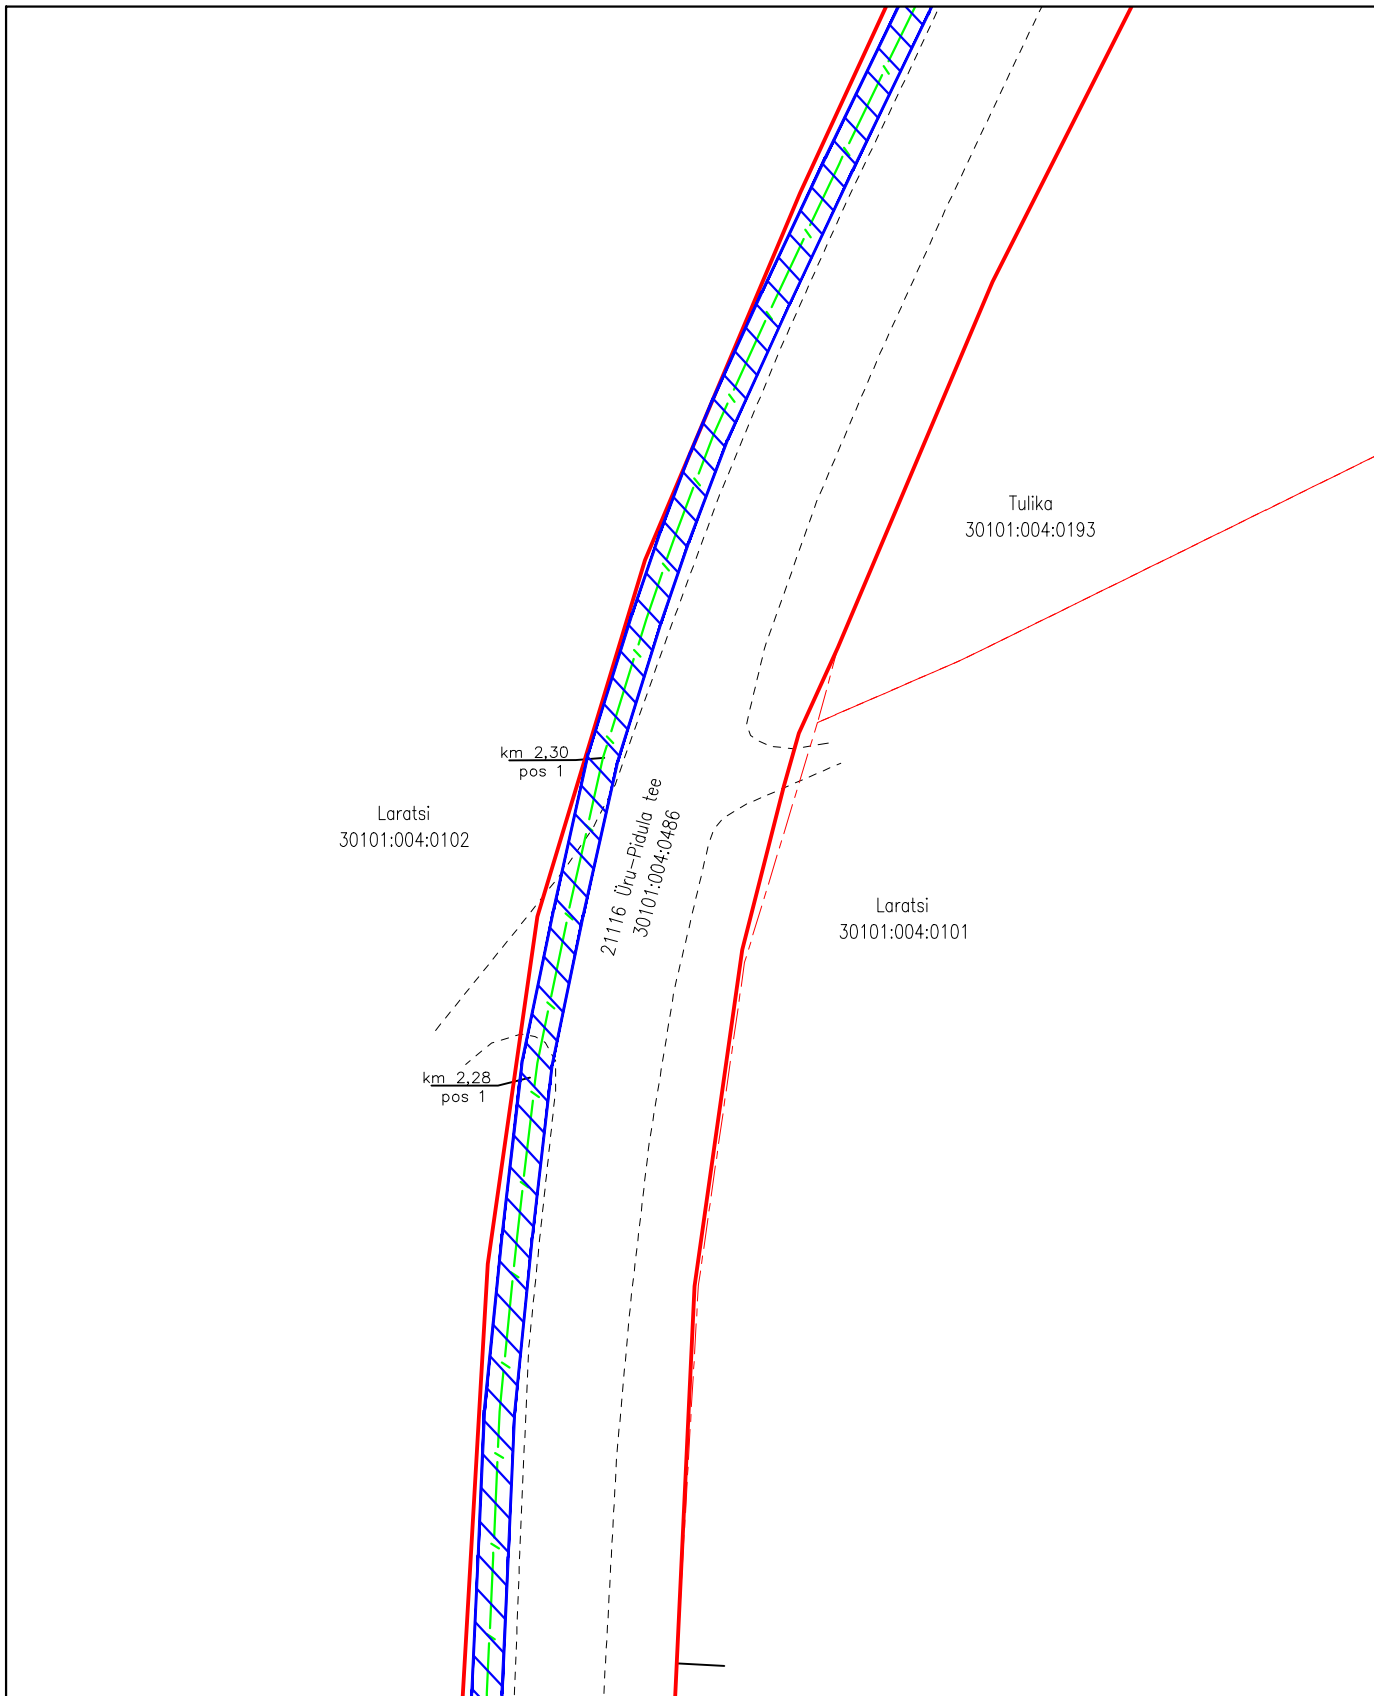 Tulika
30101:004:0193
km 2,30
pos 1
Laratsi
30101:004:0102
21116 Üru-Pidula tee
30101:004:0486
Laratsi
30101:004:0101
km 2,28
pos 1